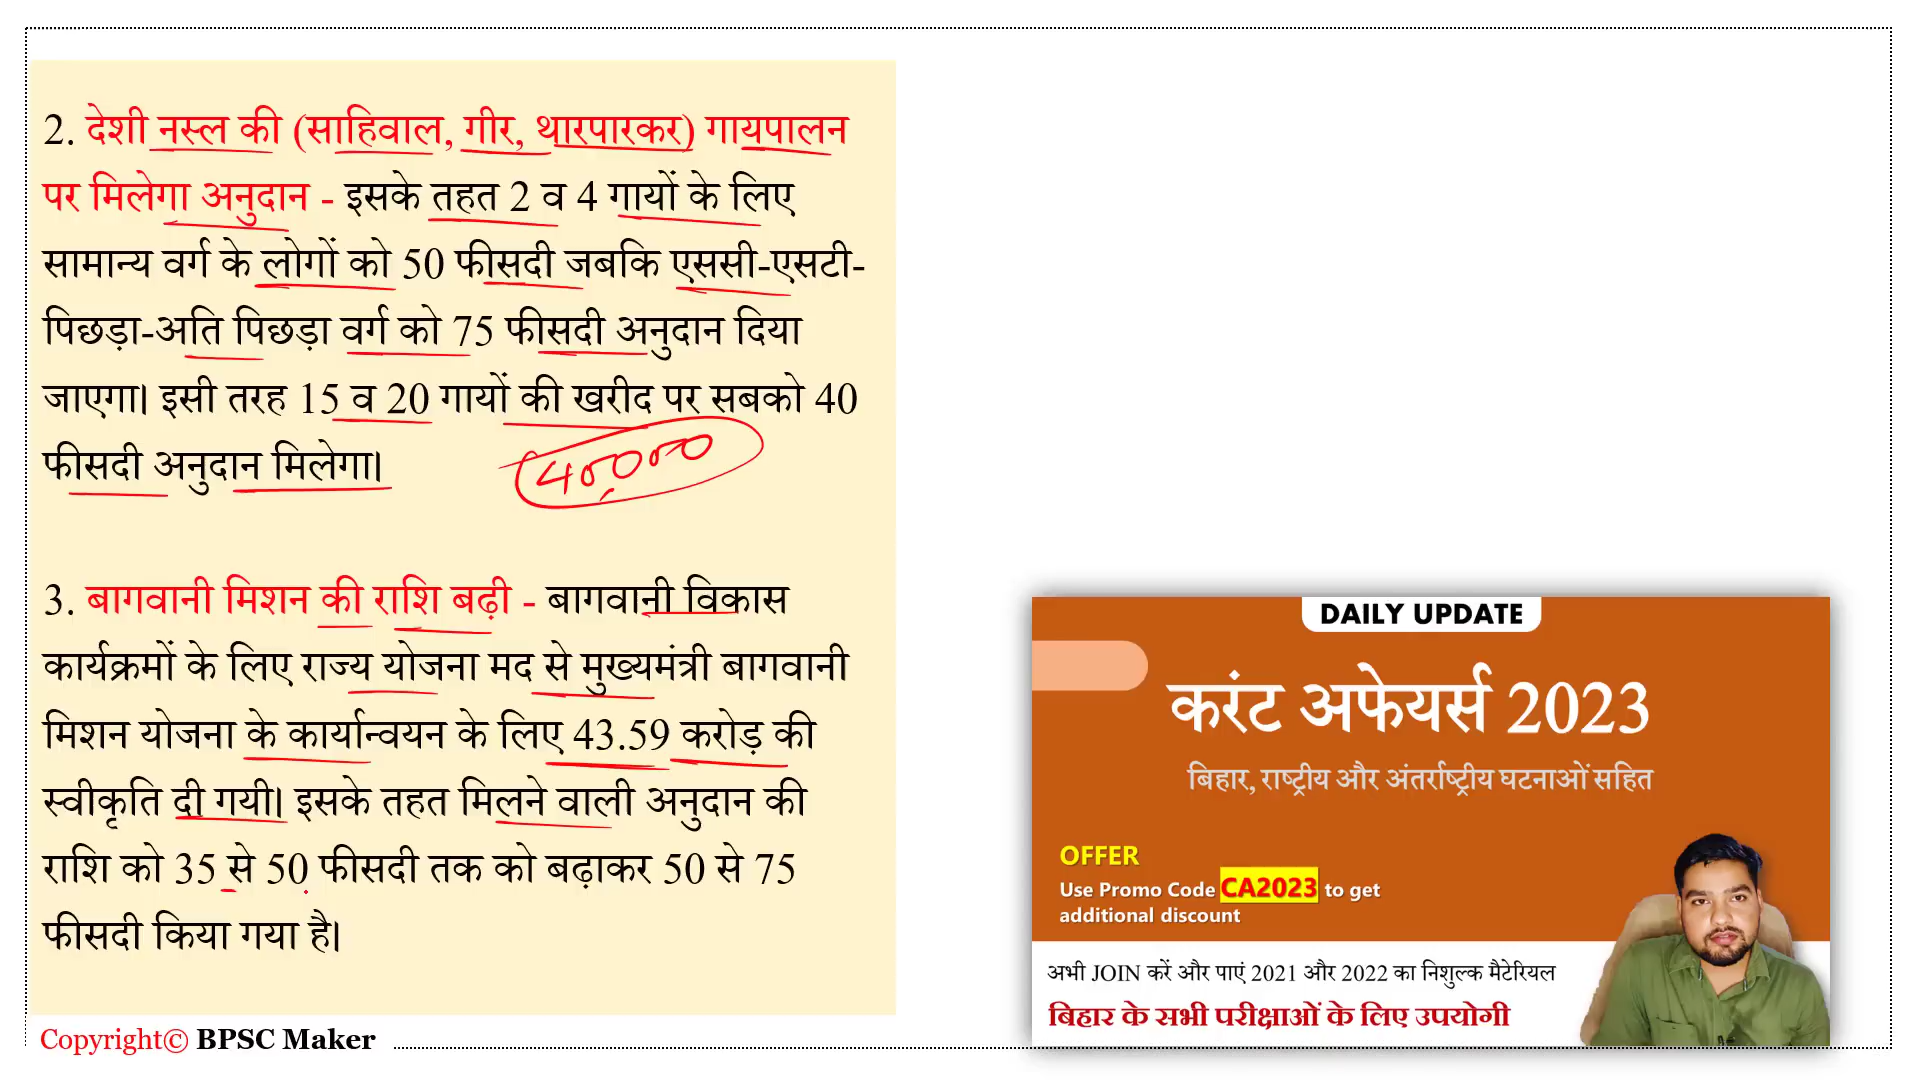 2. देशी नस्ल की (साहिवाल, गीर, थारपारकर) गायपालन
पर मिलेगा अनुदान - इसके तहत 2 व 4 गायों के लिए
सामान्य वर्ग के लोगों को 50 फीसदी जबकि एससी-एसटी-
पिछड़ा-अति पिछड़ा वर्ग को 75 फीसदी अनुदान दिया
जाएगा। इसी तरह 15 व 20 गायों की खरीद पर सबको 40
फीसदी अनुदान मिलेगा।
40,000
3. बागवानी मिशन की राशि बढ़ी - बागवानी विकास
कार्यक्रमों के लिए राज्य योजना मद से मुख्यमंत्री बागवानी
मिशन योजना के कार्यान्वयन के लिए 43.59 करोड़ की
स्वीकृति दी गयी। इसके तहत मिलने वाली अनुदान की
राशि को 35 से 50 फीसदी तक को बढ़ाकर 50 से 75
फीसदी किया गया है।
Copyright© BPSC Maker
DAILY UPDATE
करंट अफेयर्स 2023
बिहार, राष्ट्रीय और अंतर्राष्ट्रीय घटनाओं सहित
OFFER
Use Promo Code CA2023 to get
additional discount
अभी JOIN करें और पाएं 2021 और 2022 का निशुल्क मैटेरियल
बिहार के सभी परीक्षाओं के लिए उपयोगी